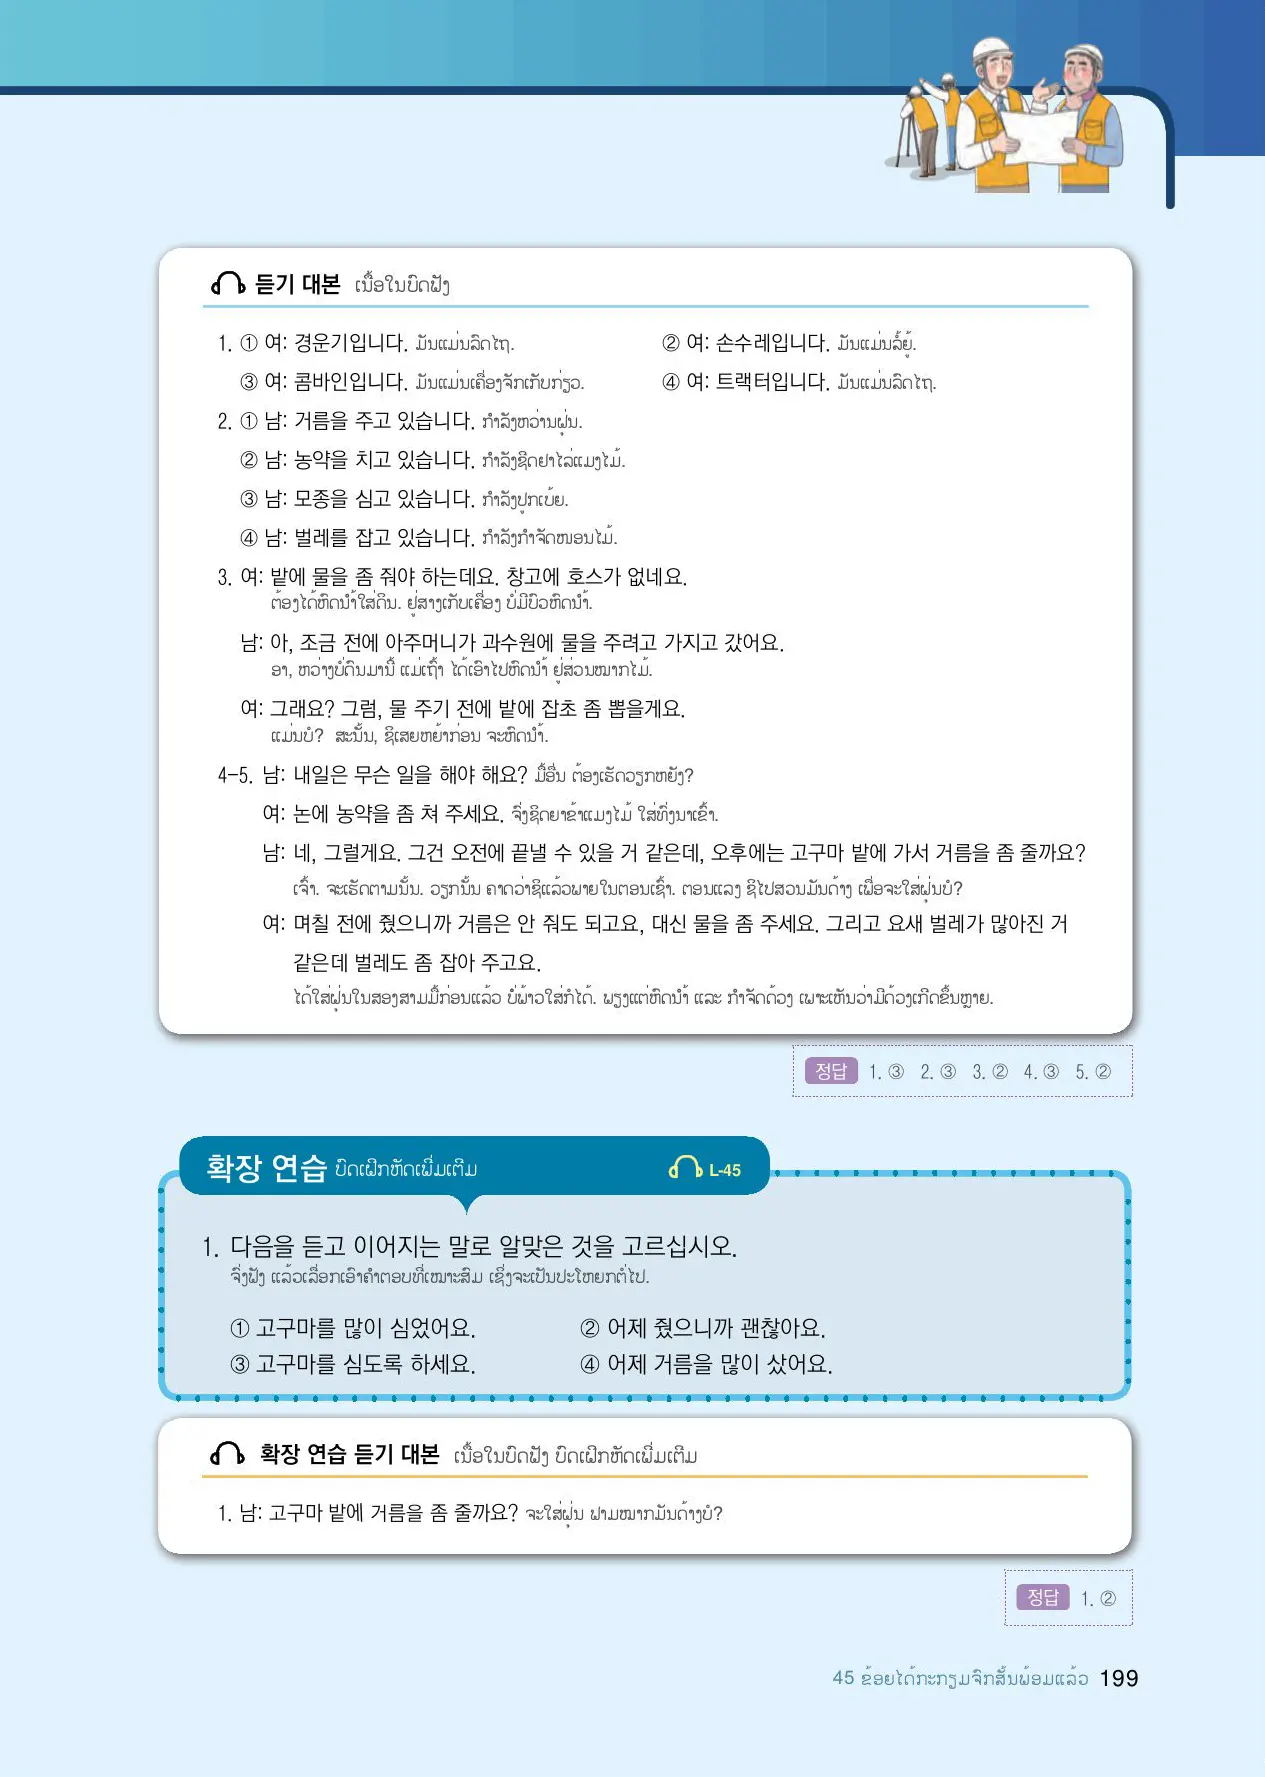 듣기 대본 ເນື້ອໃນບົດຟັງ
1. ① 여: 경운기입니다. ມັນແມ່ນລົດໄຖ. ② 여: 손수레입니다. ມັນແມ່ນລໍ້ຍູ້.
③ 여: 콤바인입니다. ມັນແມ່ນເຄື່ອງຈັກເກັບກ່ຽວ. ④ 여: 트랙터입니다. ມັນແມ່ນລົດໄຖ.
2. ① 남: 거름을 주고 있습니다. ກຳລັງຫວ່ານຝຸ່ນ.
② 남: 농약을 치고 있습니다. ກຳລັງຊີດຢາໄລ່ແມງໄມ້.
③ 남: 모종을 심고 있습니다. ກຳລັງປູກເບ້ຍ.
④ 남: 벌레를 잡고 있습니다. ກຳລັງກຳຈັດໜອນໄມ້.
3. 여: 밭에 물을 좀 줘야 하는데요. 창고에 호스가 없네요.
ຕ້ອງໄດ້ຫົດນໍ້າໃສ່ດິນ. ຢູ່ສາງເກັບເຄື່ອງ ບໍ່ມີບົວຫົດນໍ້າ.
남: 아, 조금 전에 아주머니가 과수원에 물을 주려고 가지고 갔어요.
ອາ, ຫວ່າງບໍ່ດົນມານີ້ ແມ່ເຖົ້າ ໄດ້ເອົາໄປຫົດນໍ້າ ຢູ່ສ່ວນໝາກໄມ້.
여: 그래요? 그럼, 물 주기 전에 밭에 잡초 좀 뽑을게요.
ແມ່ນບໍ? ສະນັ້ນ, ຊິເສຍຫຍ້າກ່ອນ ຈະຫົດນໍ້າ.
4-5. 남: 내일은 무슨 일을 해야 해요? ມື້ອື່ນ ຕ້ອງເຮັດວຽກຫຍັງ?
여: 논에 농약을 좀 쳐 주세요. ຈົ່ງຊິດຍາຂ້າແມງໄມ້ ໃສ່ທົ່ງນາເຂົ້າ.
남: 네, 그럴게요. 그건 오전에 끝낼 수 있을 거 같은데, 오후에는 고구마 밭에 가서 거름을 좀 줄까요?
ເຈົ້າ. ຈະເຮັດຕາມນັ້ນ. ວຽກນັ້ນ ຄາດວ່າຊິແລ້ວພາຍໃນຕອນເຊົ້າ. ຕອນແລງ ຊິໄປສວນມັນດ້າງ ເພື່ອຈະໃສ່ຝຸ່ນບໍ?
여: 며칠 전에 줬으니까 거름은 안 줘도 되고요, 대신 물을 좀 주세요. 그리고 요새 벌레가 많아진 거
같은데 벌레도 좀 잡아 주고요.
ໄດ້ໃສ່ຝຸ່ນໃນສອງສາມມື້ກ່ອນແລ້ວ ບໍ່ພ້າວໃສ່ກໍໄດ້. ພຽງແຕ່ຫົດນໍ້າ ແລະ ກຳຈັດດ້ວງ ເພາະເຫັນວ່າມີດ້ວງເກີດຂຶ້ນຫຼາຍ.
정답 1. ③ 2. ③ 3. ② 4. ③ 5. ②
확장 연습 ບົດເຝິກຫັດເພີ່ມເຕີມ L-45
1. 다음을 듣고 이어지는 말로 알맞은 것을 고르십시오.
ຈົ່ງຟັງ ແລ້ວເລືອກເອົາຄຳຕອບທີ່ເໝາະສົມ ເຊິ່ງຈະເປັນປະໂຫຍກຕໍ່ໄປ.
① 고구마를 많이 심었어요. ② 어제 줬으니까 괜찮아요.
③ 고구마를 심도록 하세요. ④ 어제 거름을 많이 샀어요.
확장 연습 듣기 대본 ເນື້ອໃນບົດຟັງ ບົດເຝິກຫັດເພີ່ມເຕີມ
1. 남: 고구마 밭에 거름을 좀 줄까요? ຈະໃສ່ຝຸ່ນ ຟາມໝາກມັນດ້າງບໍ?
정답 1. ②
45 ຂ້ອຍໄດ້ກະກຽມຈົກສັ້ນພ້ອມແລ້ວ 199